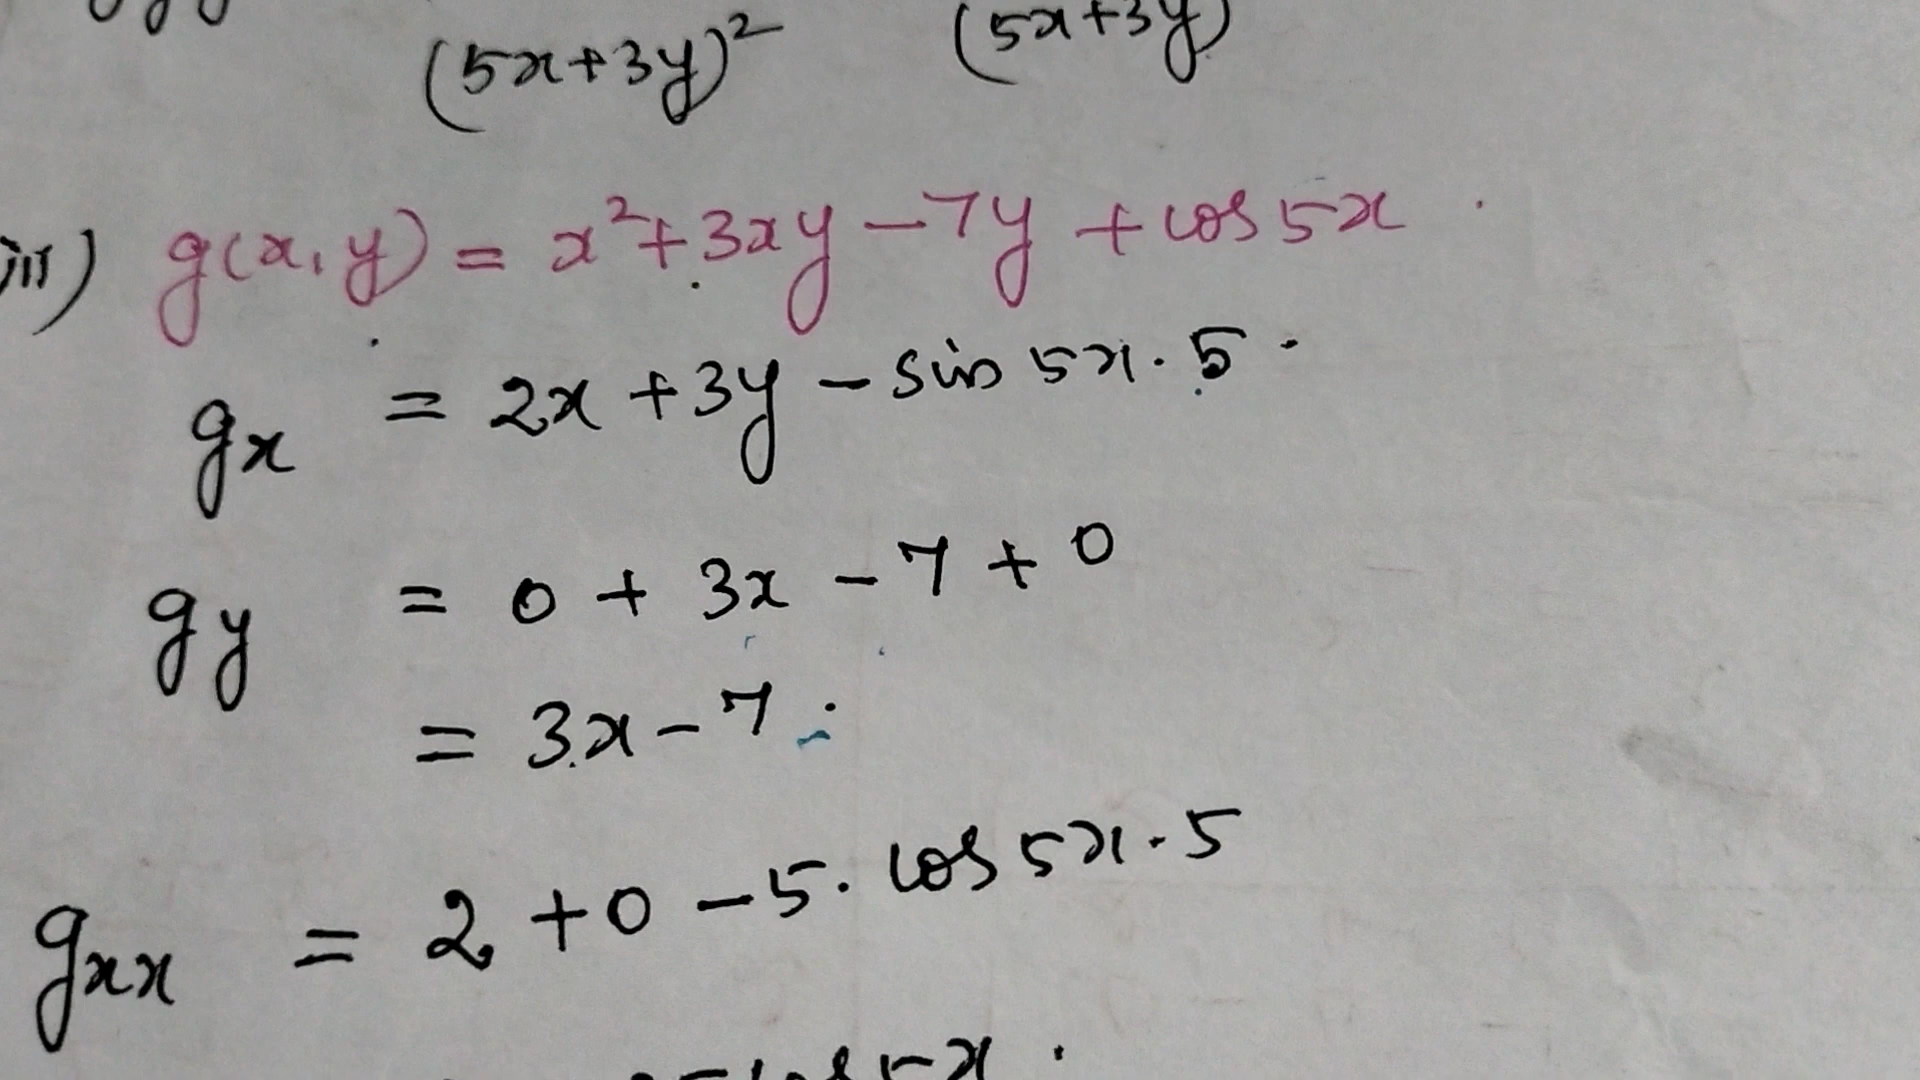 (5x+3y)² (5x+3y)
iii) g(x,y) = x²+3xy-7y+cos5x
gx = 2x+3y-sin5x.5.
gy = 0+3x-7+0
= 3x-7.
gxx = 2+0-5.cos5x.5